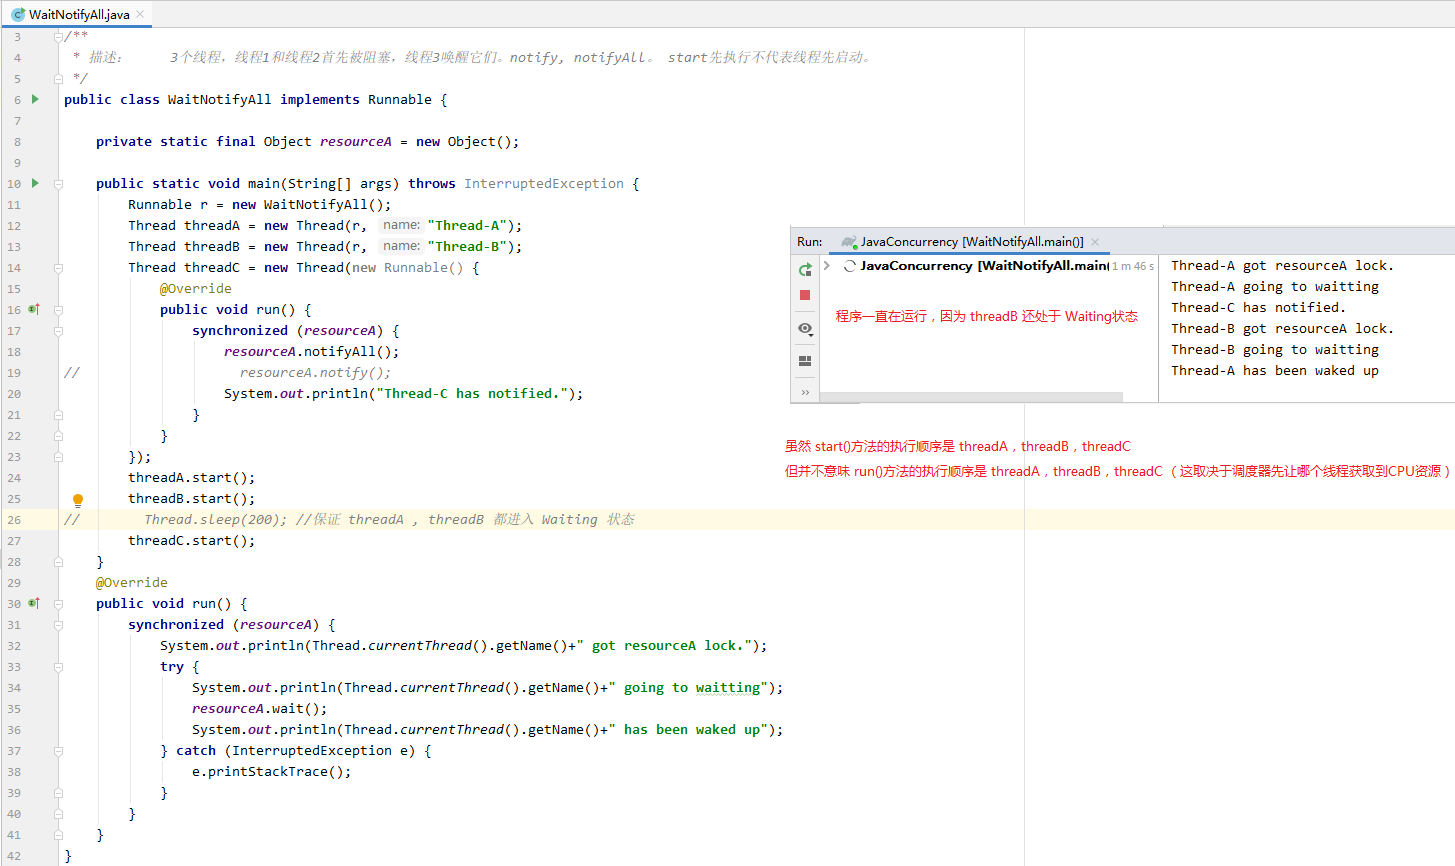 WaitNotifyAll.java
3 /**
4 * 描述：     3个线程，线程1和线程2首先被阻塞，线程3唤醒它们。notify, notifyAll。 start先执行不代表线程先启动。
5 */
6 public class WaitNotifyAll implements Runnable {
7
8 private static final Object resourceA = new Object();
9
10 public static void main(String[] args) throws InterruptedException {
11 Runnable r = new WaitNotifyAll();
12 Thread threadA = new Thread(r, name: "Thread-A");
13 Thread threadB = new Thread(r, name: "Thread-B");
14 Thread threadC = new Thread(new Runnable() {
15 @Override
16 public void run() {
17 synchronized (resourceA) {
18 resourceA.notifyAll();
19 // resourceA.notify();
20 System.out.println("Thread-C has notified.");
21 }
22 }
23 });
24 threadA.start();
25 threadB.start();
26 // Thread.sleep(200); //保证 threadA , threadB 都进入 Waiting 状态
27 threadC.start();
28 }
29 @Override
30 public void run() {
31 synchronized (resourceA) {
32 System.out.println(Thread.currentThread().getName()+" got resourceA lock.");
33 try {
34 System.out.println(Thread.currentThread().getName()+" going to waitting");
35 resourceA.wait();
36 System.out.println(Thread.currentThread().getName()+" has been waked up");
37 } catch (InterruptedException e) {
38 e.printStackTrace();
39 }
40 }
41 }
42 }
Run: JavaConcurrency [WaitNotifyAll.main()]
JavaConcurrency [WaitNotifyAll.main( 1 m 46 s
程序一直在运行，因为 threadB 还处于 Waiting状态
Thread-A got resourceA lock.
Thread-A going to waitting
Thread-C has notified.
Thread-B got resourceA lock.
Thread-B going to waitting
Thread-A has been waked up
虽然 start()方法的执行顺序是 threadA，threadB，threadC
但并不意味 run()方法的执行顺序是 threadA，threadB，threadC（这取决于调度器先让哪个线程获取到CPU资源）